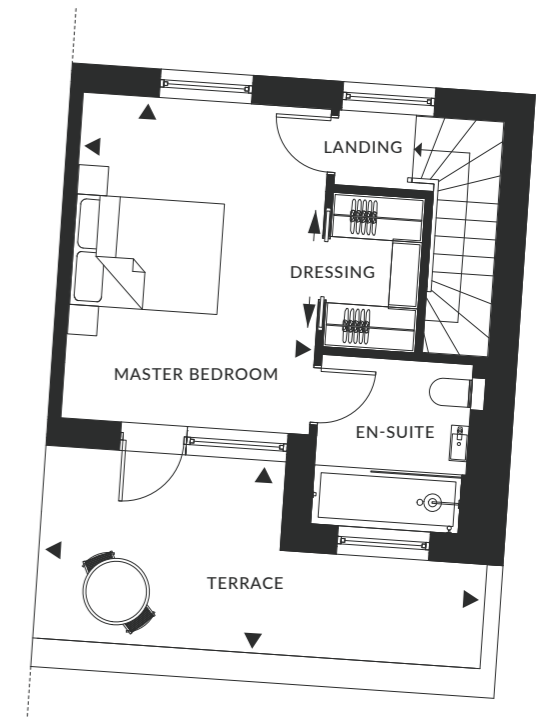 LANDING
DRESSING
MASTER BEDROOM
EN-SUITE
TERRACE